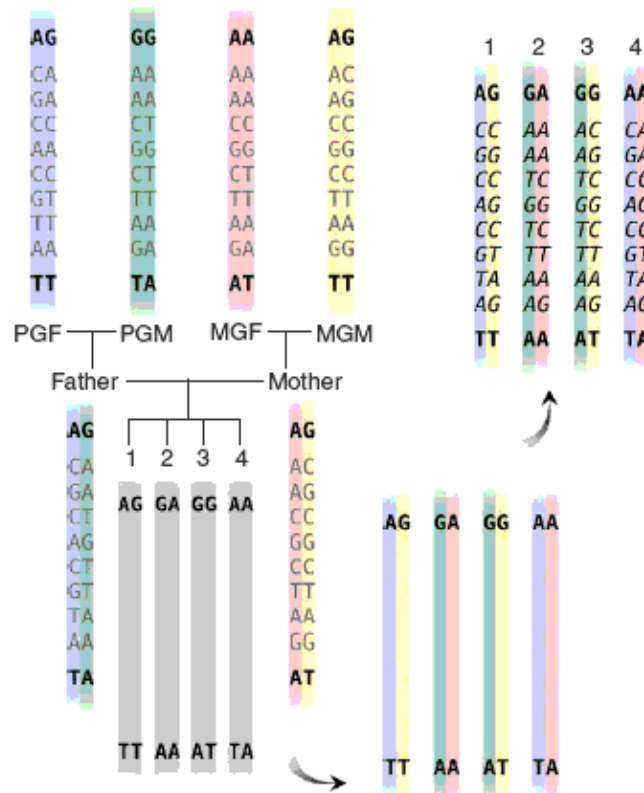 AG GG AA AG
CA AA AA AC
GA AA AA AG
CC CT CC CC
AA GG GG GG
CC CT CT CC
GT TT TT TT
TT AA AA AA
AA GA GA GG
TT TA AT TT
PGF PGM MGF MGM
Father Mother
1 2 3 4
AG GA GG AA
CC AA AC CA
GG AA AG GA
CC TC TC CC
AG GG GG AG
CC TC TC CC
GT TT TT GT
TA AA AA TA
AG AG AG AG
TT AA AT TA
AG
CA
GA
CT
AG
CT
GT
TA
AA
TA
1 2 3 4
AG GA GG AA
TT AA AT TA
AG
AC
AG
CC
GG
CC
TT
AA
GG
AT
AG GA GG AA
TT AA AT TA